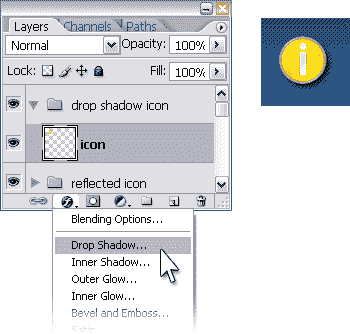 Layers Channels Paths
Normal Opacity: 100%
Lock: Fill: 100%
drop shadow icon
icon
reflected icon
Blending Options...
Drop Shadow...
Inner Shadow...
Outer Glow...
Inner Glow...
Bevel and Emboss...
Satin